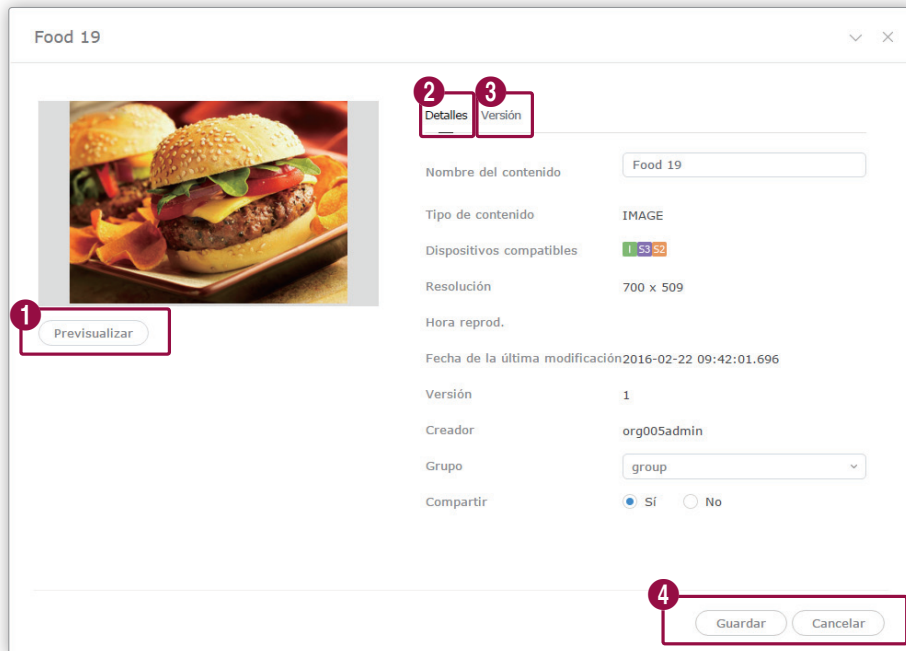 Food 19
2
3
Detalles Versión
Nombre del contenido Food 19
Tipo de contenido IMAGE
Dispositivos compatibles I S3 S2
Resolución 700 x 509
1
Previsualizar
Hora reprod.
Fecha de la última modificación 2016-02-22 09:42:01.696
Versión 1
Creador org005admin
Grupo group
Compartir Sí No
4
Guardar Cancelar